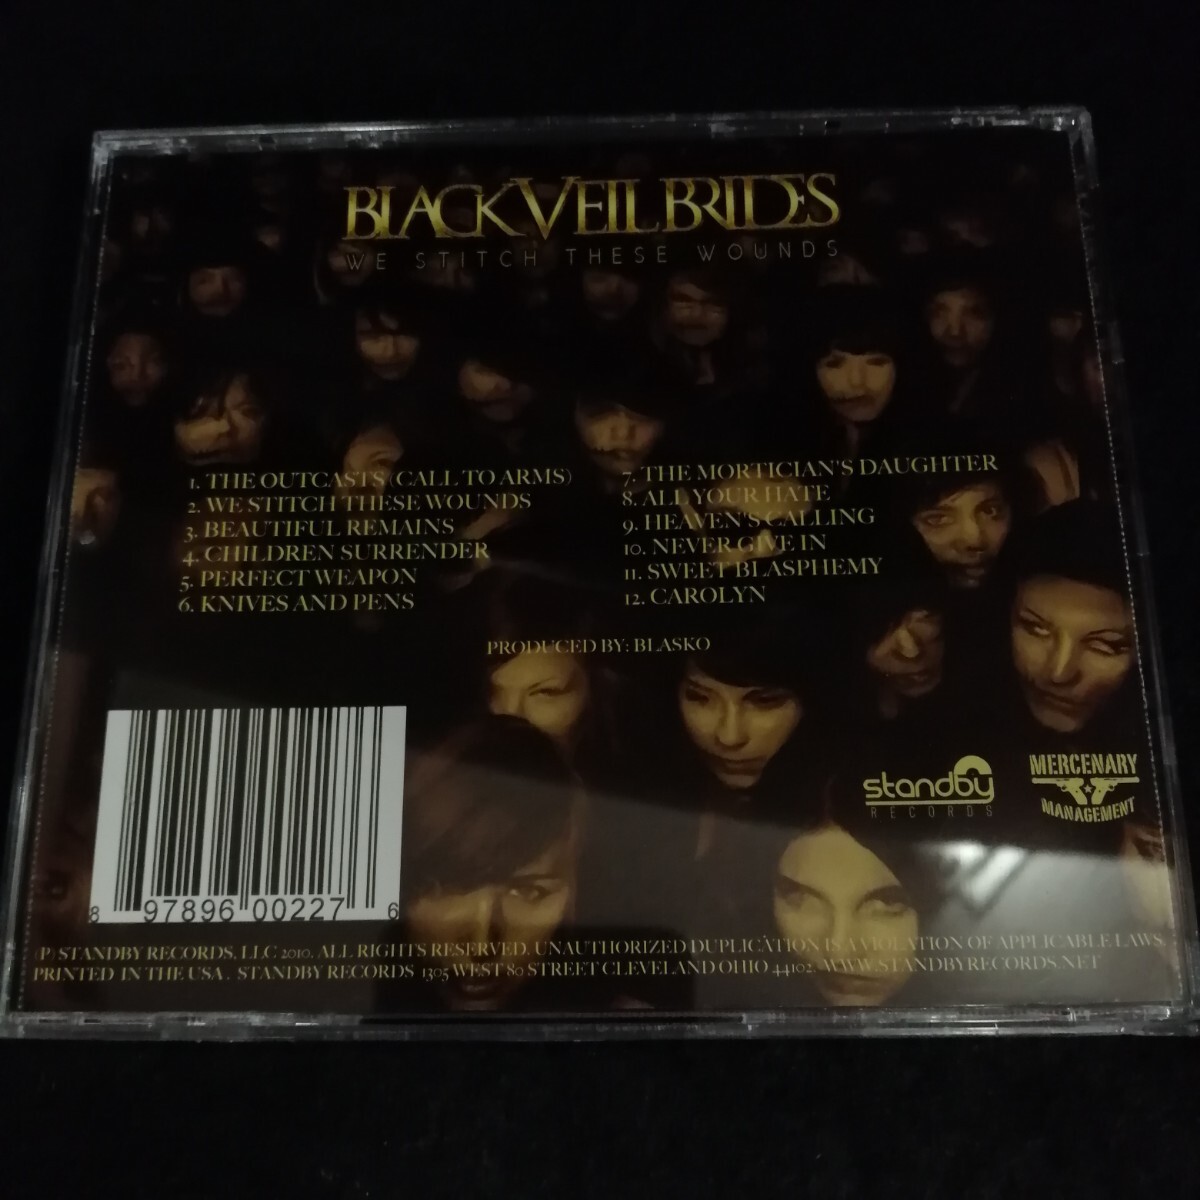 BLACK VEIL BRIDES
WE STITCH THESE WOUNDS
1. THE OUTCASTS (CALL TO ARMS)
2. WE STITCH THESE WOUNDS
3. BEAUTIFUL REMAINS
4. CHILDREN SURRENDER
5. PERFECT WEAPON
6. KNIVES AND PENS
7. THE MORTICIAN'S DAUGHTER
8. ALL YOUR HATE
9. HEAVEN'S CALLING
10. NEVER GIVE IN
11. SWEET BLASPHEMY
12. CAROLYN
PRODUCED BY: BLASKO
standby
RECORDS
MERCENARY
MANAGEMENT
8 97896 00227 6
(P) STANDBY RECORDS, LLC 2010. ALL RIGHTS RESERVED. UNAUTHORIZED DUPLICATION IS A VIOLATION OF APPLICABLE LAWS.
PRINTED IN THE USA. STANDBY RECORDS 1305 WEST 80 STREET CLEVELAND OHIO 44102. WWW.STANDBYRECORDS.NET